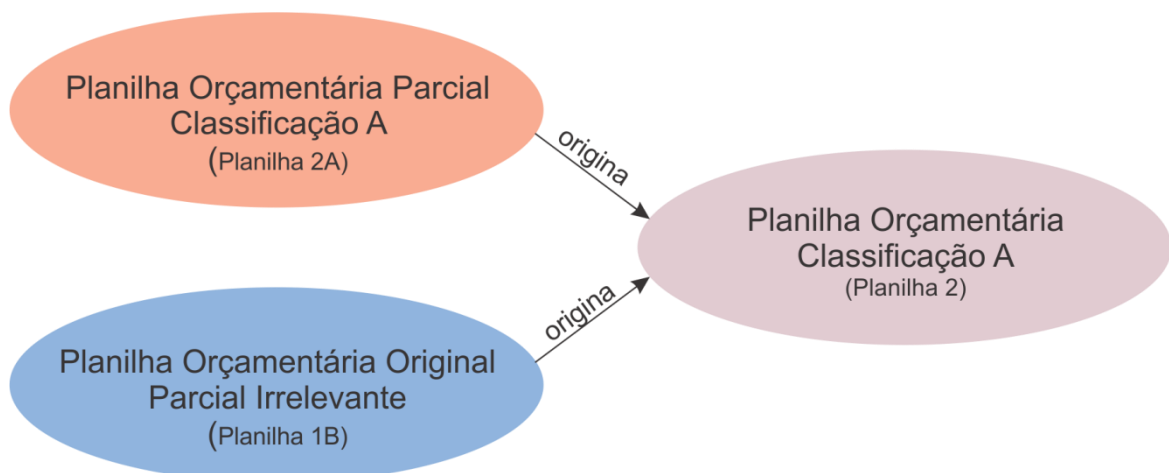 Planilha Orçamentária Parcial
Classificação A
(Planilha 2A)
origina
Planilha Orçamentária
Classificação A
(Planilha 2)
origina
Planilha Orçamentária Original
Parcial Irrelevante
(Planilha 1B)